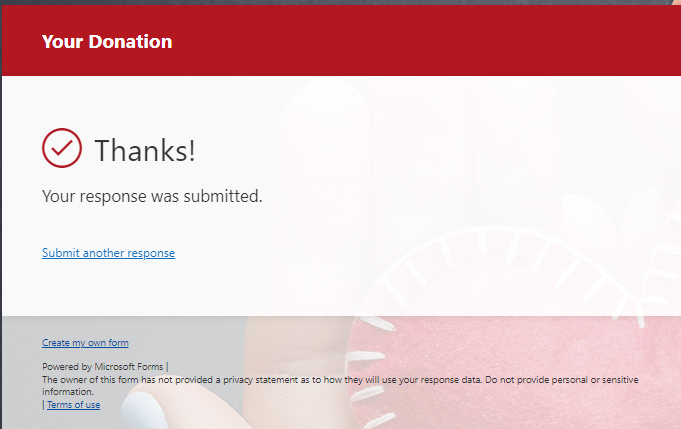 Your Donation
Thanks!
Your response was submitted.
Submit another response
Create my own form
Powered by Microsoft Forms |
The owner of this form has not provided a privacy statement as to how they will use your response data. Do not provide personal or sensitive
information.
| Terms of use